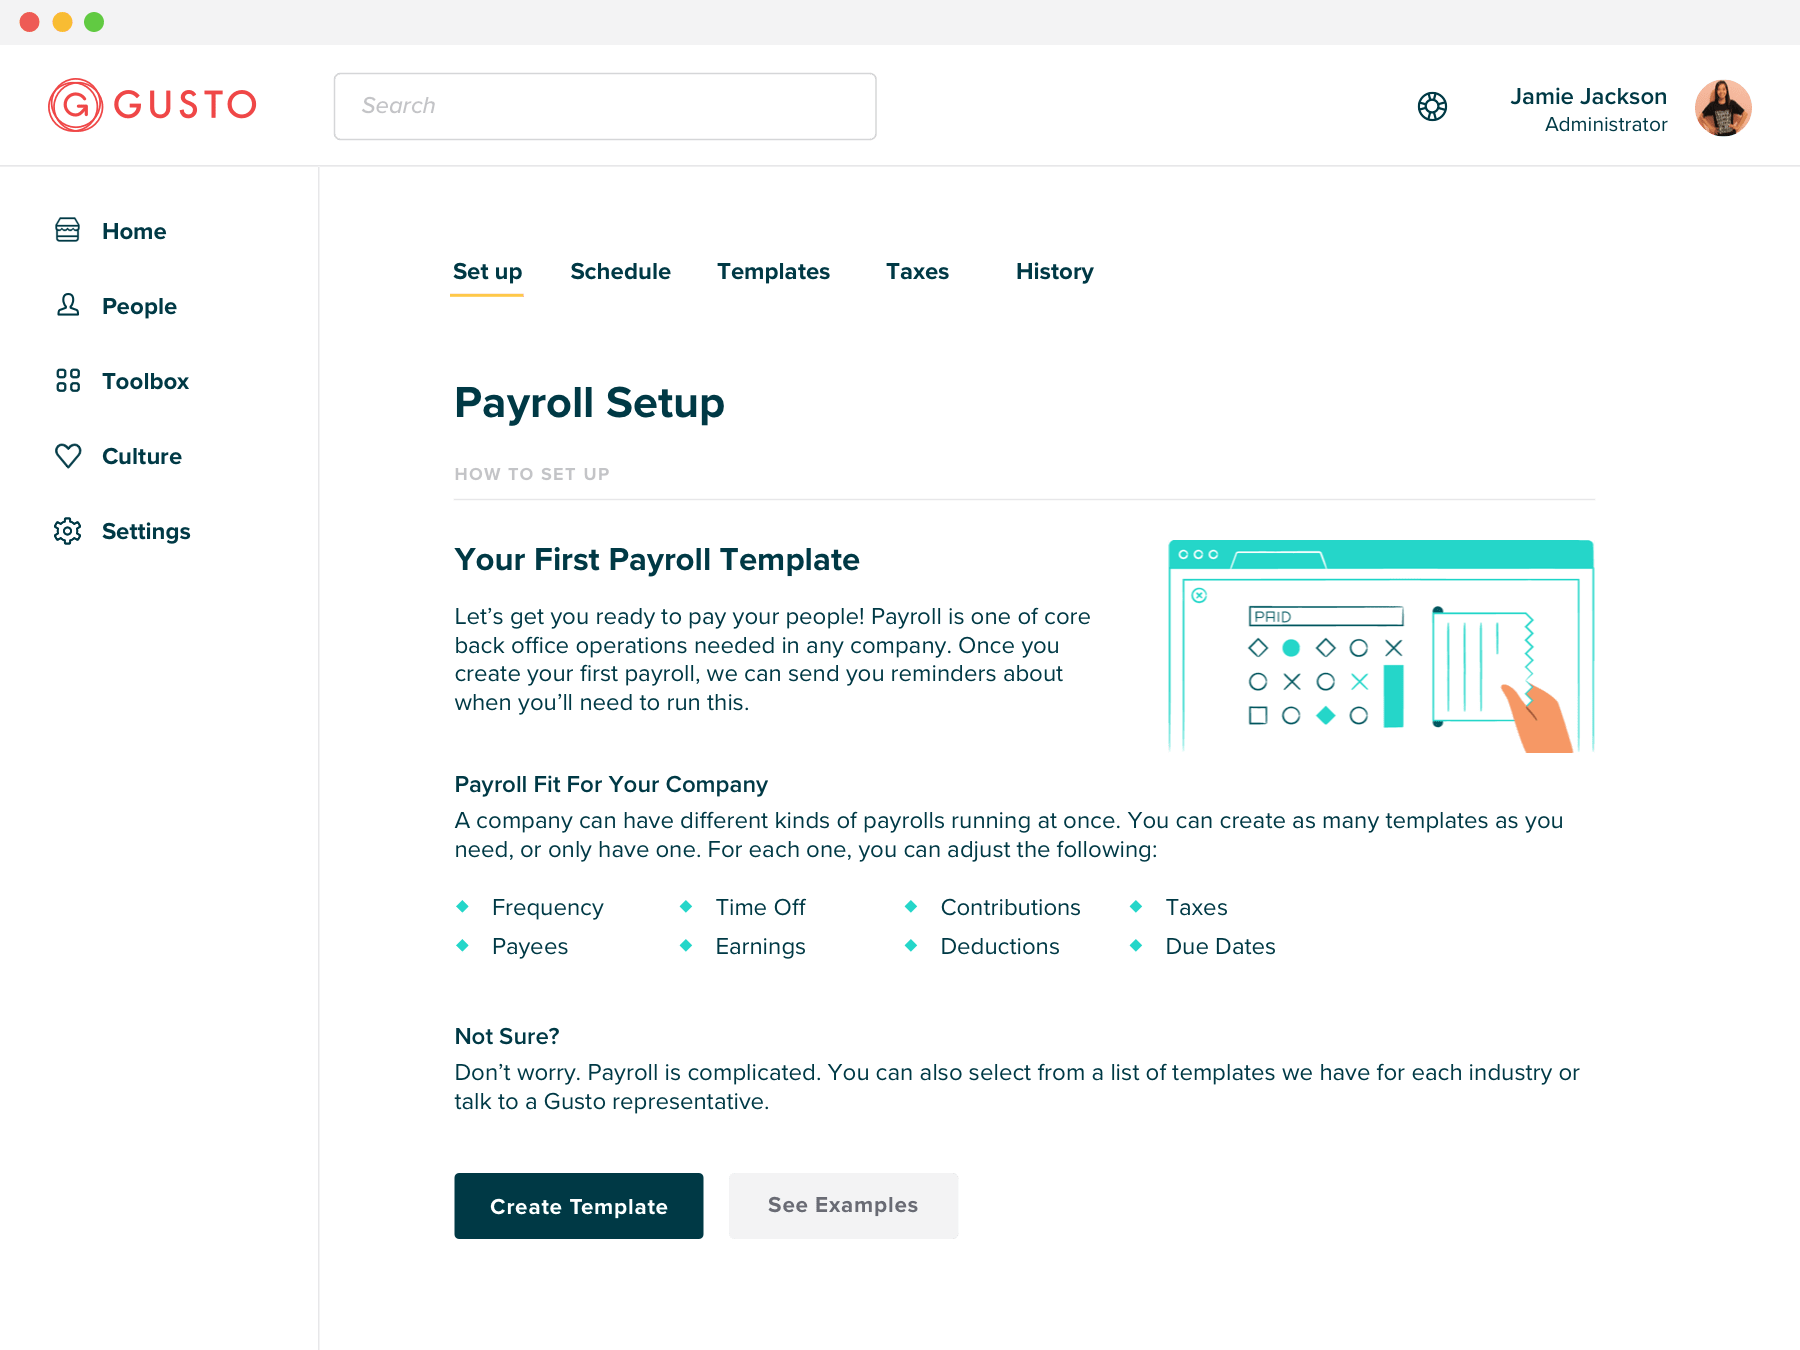 GUSTO
Search
Jamie Jackson
Administrator
Home
People
Toolbox
Culture
Settings
Set up
Schedule
Templates
Taxes
History
Payroll Setup
HOW TO SET UP
Your First Payroll Template
Let’s get you ready to pay your people! Payroll is one of core
back office operations needed in any company. Once you
create your first payroll, we can send you reminders about
when you’ll need to run this.
PAID
Payroll Fit For Your Company
A company can have different kinds of payrolls running at once. You can create as many templates as you
need, or only have one. For each one, you can adjust the following:
Frequency
Time Off
Contributions
Taxes
Payees
Earnings
Deductions
Due Dates
Not Sure?
Don’t worry. Payroll is complicated. You can also select from a list of templates we have for each industry or
talk to a Gusto representative.
Create Template
See Examples